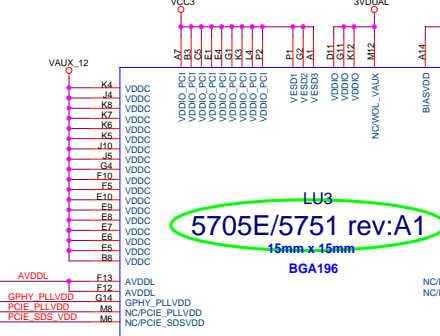 VCC3 3VDUAL
A7 B3 C5 E1 E4 G1 K3 L4 P2 P1 G2 A1 D11 G11 K12 M12 A14
VDDIO_PCI VDDIO_PCI VDDIO_PCI VDDIO_PCI VDDIO_PCI VDDIO_PCI VDDIO_PCI VDDIO_PCI VDDIO_PCI VESD1 VESD2 VESD3 VDDIO VDDIO VDDIO NC/WOL_VAUX BIASVDD
VAUX_12
K4 VDDC
J4 VDDC
K8 VDDC
K7 VDDC
K6 VDDC
K5 VDDC
J10 VDDC
J5 VDDC
G4 VDDC
F10 VDDC
F5 VDDC
E10 VDDC
E9 VDDC
E8 VDDC
E7 VDDC
E6 VDDC
E5 VDDC
B8 VDDC
LU3
5705E/5751 rev:A1
15mm x 15mm
BGA196
AVDDL F13 AVDDL
F12 AVDDL
GPHY_PLLVDD G14 GPHY_PLLVDD
PCIE_PLLVDD M8 NC/PCIE_PLLVDD
PCIE_SDS_VDD M6 NC/PCIE_SDSVDD